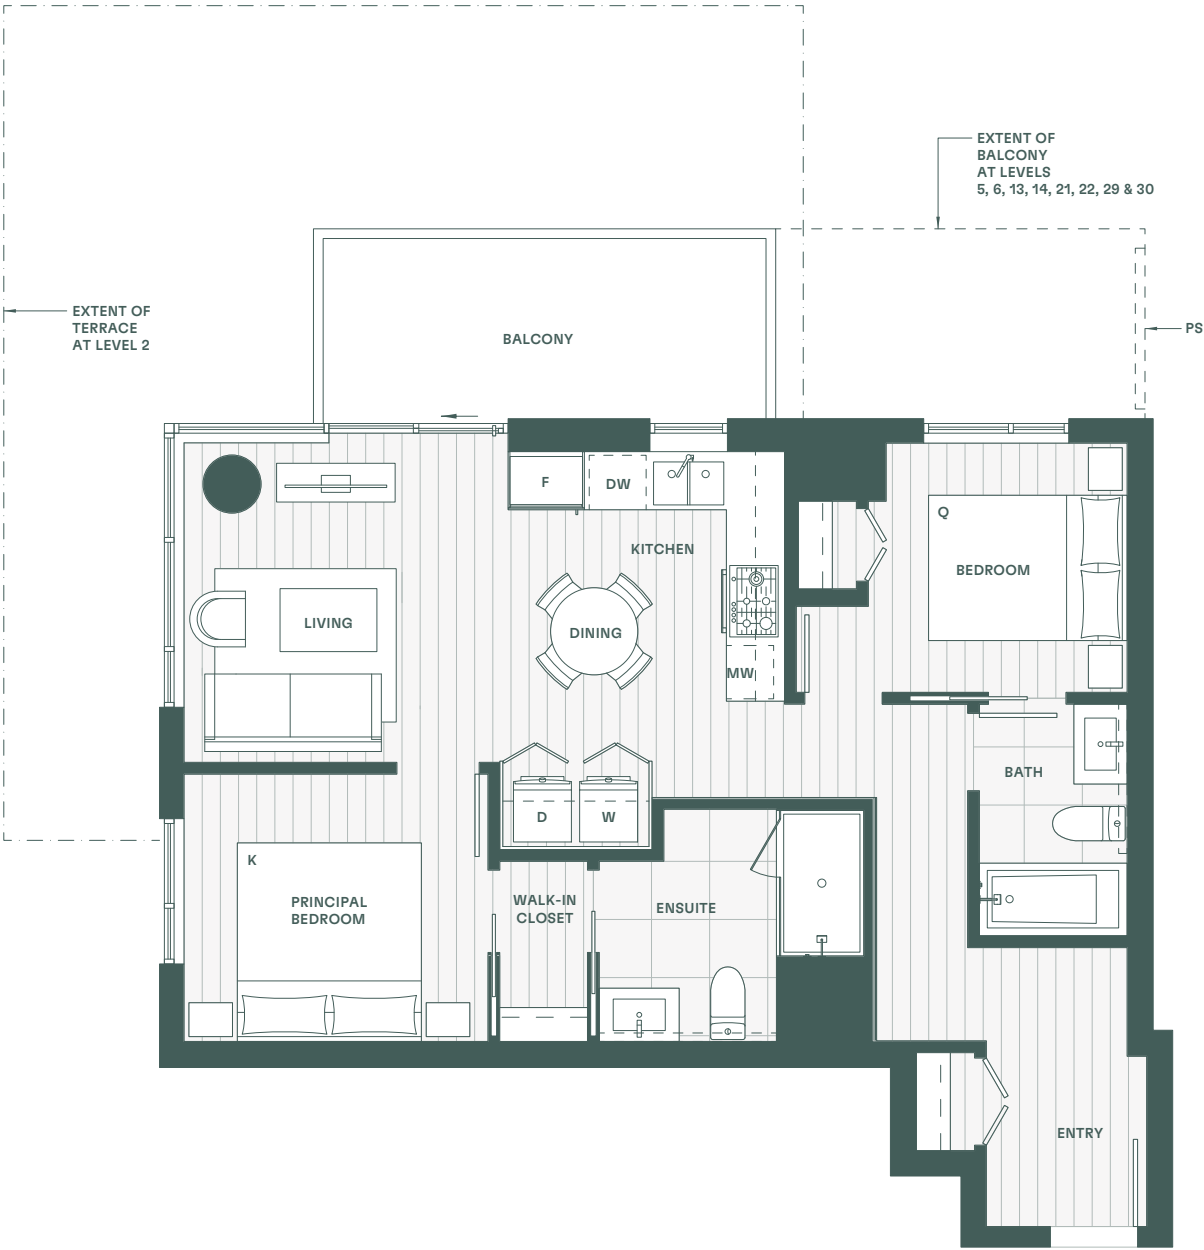 EXTENT OF
BALCONY
AT LEVELS
5, 6, 13, 14, 21, 22, 29 & 30
EXTENT OF
TERRACE
AT LEVEL 2
PS
BALCONY
F
DW
KITCHEN
Q
BEDROOM
LIVING
DINING
MW
BATH
D
W
K
PRINCIPAL
BEDROOM
WALK-IN
CLOSET
ENSUITE
ENTRY